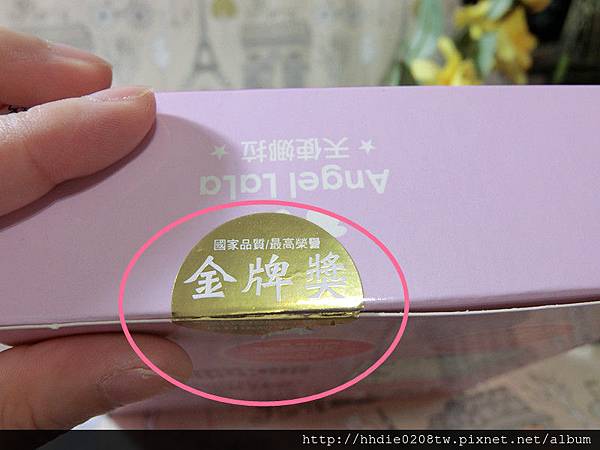 Angel LaLa
★ 天使娜拉 ★
國家品質/最高榮譽
金牌獎
http://hhdie0208tw.pixnet.net/album